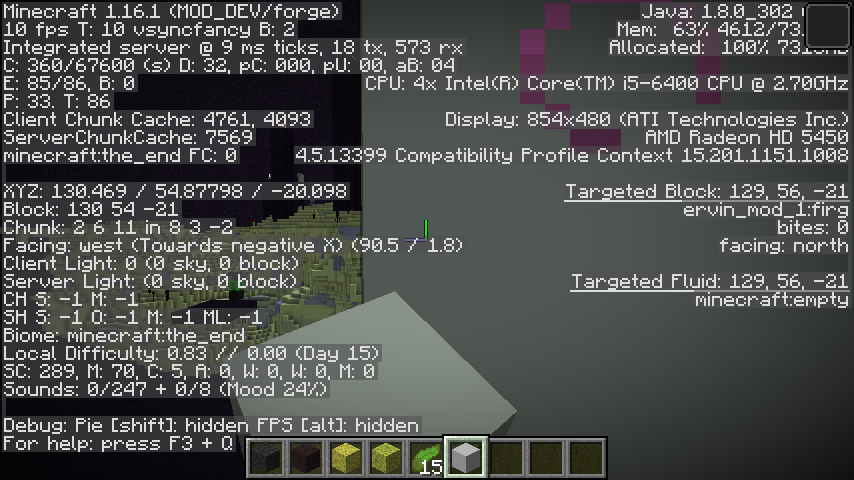 Minecraft 1.16.1 (MOD_DEV/forge)
10 fps T: 10 vsyncfancy B: 2
Integrated server @ 9 ms ticks, 18 tx, 573 rx
C: 360/67600 (s) D: 32, pC: 000, pU: 00, aB: 04
E: 85/86, B: 0
P: 33. T: 86
Client Chunk Cache: 4761, 4093
ServerChunkCache: 7569
minecraft:the_end FC: 0
XYZ: 130.469 / 54.87798 / -20.098
Block: 130 54 -21
Chunk: 2 6 11 in 8 3 -2
Facing: west (Towards negative X) (90.5 / 1.8)
Client Light: 0 (0 sky, 0 block)
Server Light: (0 sky, 0 block)
CH S: -1 M: -1
SH S: -1 O: -1 M: -1 ML: -1
Biome: minecraft:the_end
Local Difficulty: 0.83 // 0.00 (Day 15)
SC: 289, M: 70, C: 5, A: 0, W: 0, W: 0, M: 0
Sounds: 0/247 + 0/8 (Mood 24%)
Debug: Pie [shift]: hidden FPS [alt]: hidden
For help: press F3 + Q
Java: 1.8.0_302
Mem: 63% 4612/73
Allocated: 100% 731
CPU: 4x Intel(R) Core(TM) i5-6400 CPU @ 2.70GHz
Display: 854x480 (ATI Technologies Inc.)
AMD Radeon HD 5450
4.5.13399 Compatibility Profile Context 15.201.1151.1008
Targeted Block: 129, 56, -21
ervin_mod_1:firg
bites: 0
facing: north
Targeted Fluid: 129, 56, -21
minecraft:empty
15